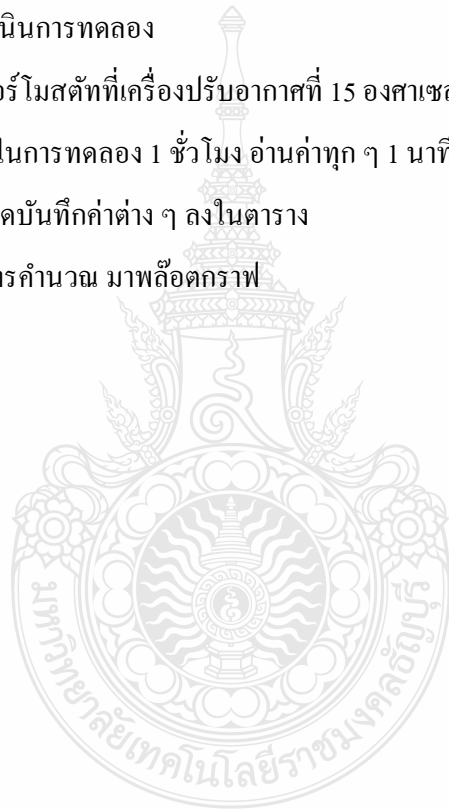 นินการทดลอง
อร์โมสตัทที่เครื่องปรับอากาศที่ 15 องศาเซล
ในการทดลอง 1 ชั่วโมง อ่านค่าทุก ๆ 1 นาที
ดบันทึกค่าต่าง ๆ ลงในตาราง
ารคำนวณ มาพล๊อตกราฟ
มหาวิทยาลัยเทคโนโลยีราชมงคลธัญบุรี